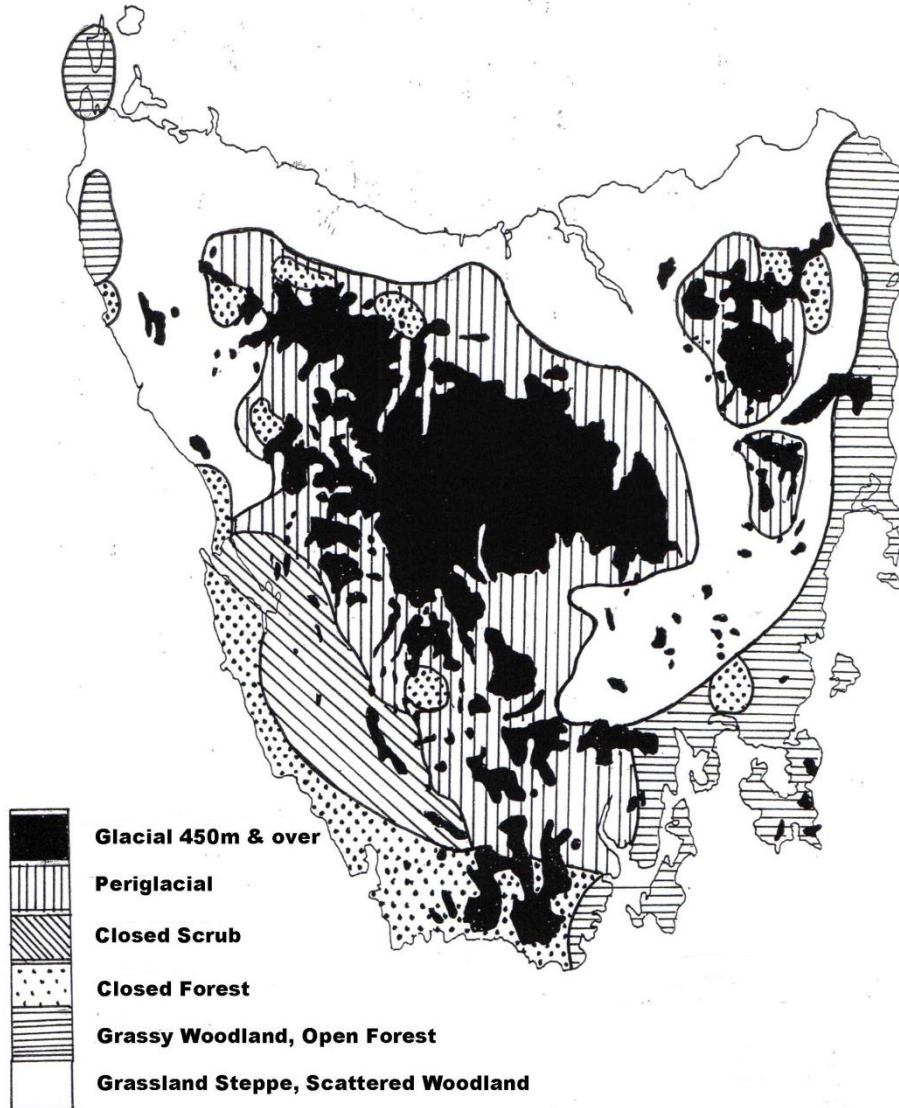 Glacial 450m & over
Periglacial
Closed Scrub
Closed Forest
Grassy Woodland, Open Forest
Grassland Steppe, Scattered Woodland